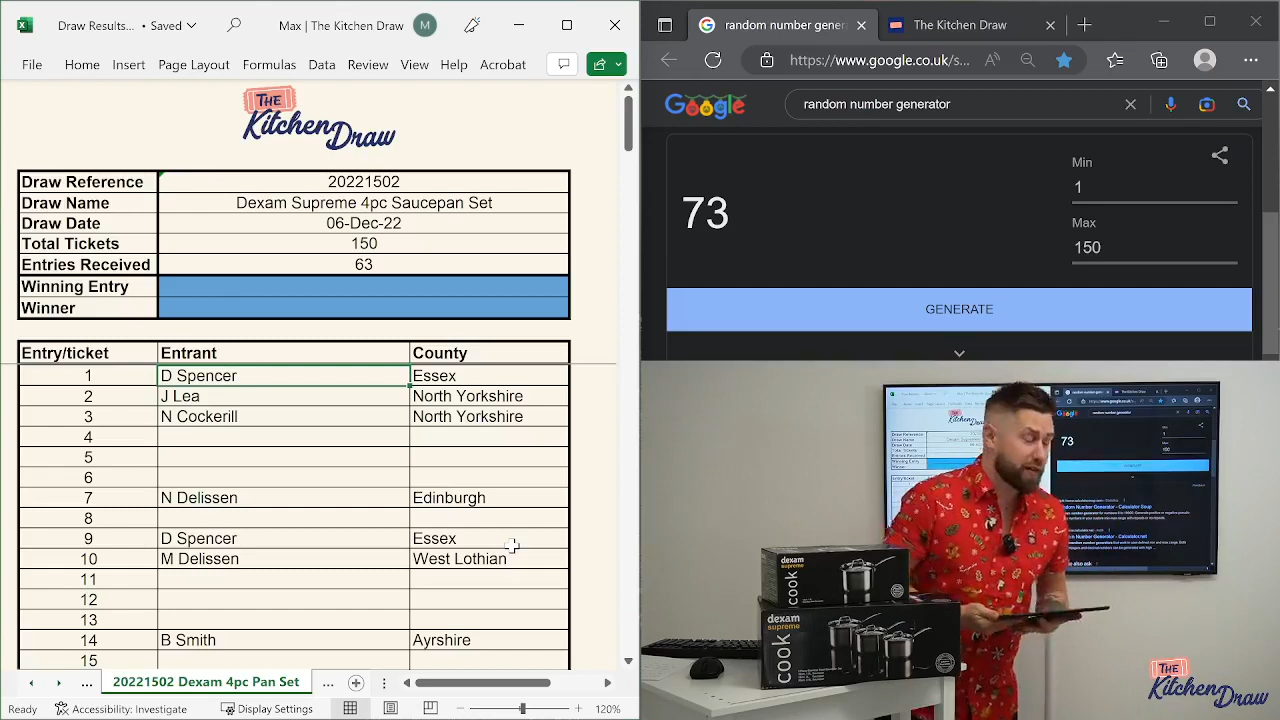 Draw Results... • Saved
Max | The Kitchen Draw
M
File Home Insert Page Layout Formulas Data Review View Help Acrobat
THE
Kitchen Draw
Draw Reference 20221502
Draw Name Dexam Supreme 4pc Saucepan Set
Draw Date 06-Dec-22
Total Tickets 150
Entries Received 63
Winning Entry
Winner
Entry/ticket Entrant County
1 D Spencer Essex
2 J Lea North Yorkshire
3 N Cockerill North Yorkshire
4
5
6
7 N Delissen Edinburgh
8
9 D Spencer Essex
10 M Delissen West Lothian
11
12
13
14 B Smith Ayrshire
15
... 20221502 Dexam 4pc Pan Set ...
Ready Accessibility: Investigate Display Settings 120%
random number genera
The Kitchen Draw
https://www.google.co.uk/s...
Google
random number generator
73
Min
1
Max
150
GENERATE
73
dexam
supreme
cook
dexam
supreme
cook
THE
Kitchen Draw